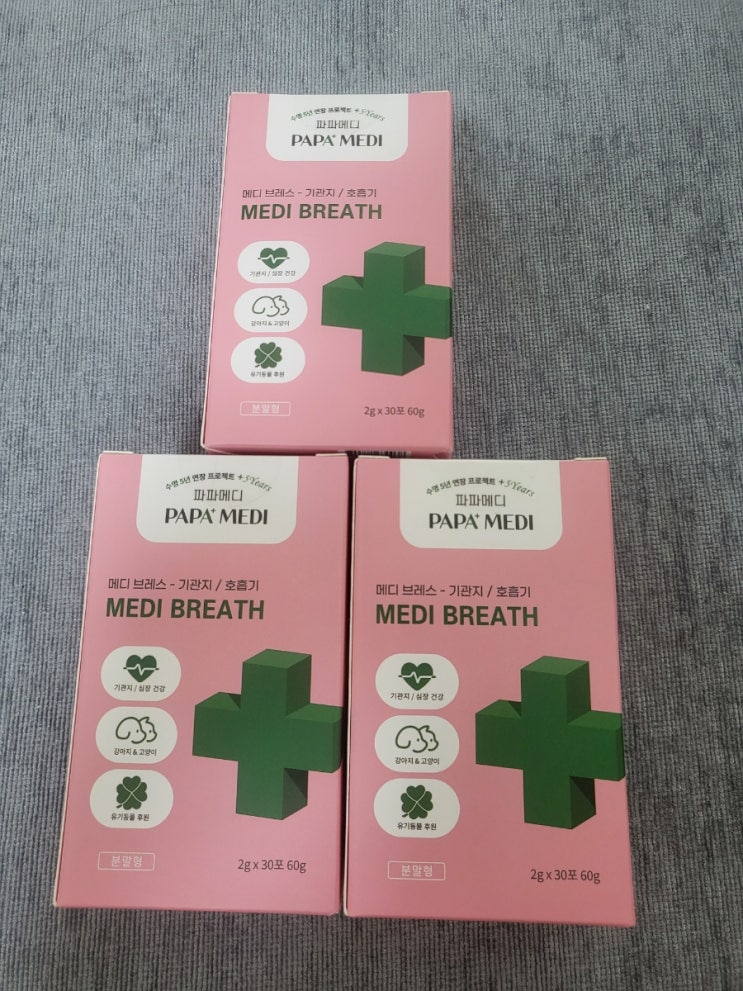 수명 5년 연장 프로젝트 +5Years
파파메디
PAPA+ MEDI
메디 브레스 - 기관지 / 호흡기
MEDI BREATH
기관지 / 심장 건강
강아지 & 고양이
유기동물 후원
분말형
2g x 30포 60g
수명 5년 연장 프로젝트 +5Years
파파메디
PAPA+ MEDI
메디 브레스 - 기관지 / 호흡기
MEDI BREATH
기관지 / 심장 건강
강아지 & 고양이
유기동물 후원
분말형
2g x 30포 60g
수명 5년 연장 프로젝트 +5Years
파파메디
PAPA+ MEDI
메디 브레스 - 기관지 / 호흡기
MEDI BREATH
기관지 / 심장 건강
강아지 & 고양이
유기동물 후원
분말형
2g x 30포 60g